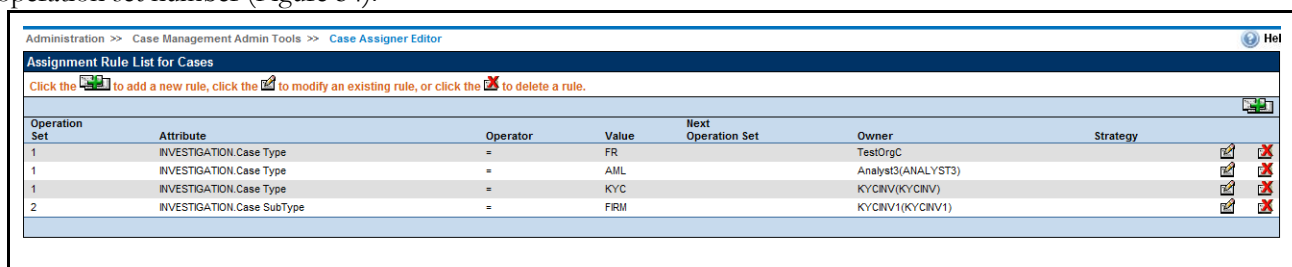 operation set number (Figure 34).
Administration >> Case Management Admin Tools >> Case Assigner Editor Hel
Assignment Rule List for Cases
Click the to add a new rule, click the to modify an existing rule, or click the to delete a rule.
Operation Set Attribute Operator Value Next Operation Set Owner Strategy
1 INVESTIGATION.Case Type = FR TestOrgC
1 INVESTIGATION.Case Type = AML Analyst3(ANALYST3)
1 INVESTIGATION.Case Type = KYC KYCINV(KYCINV)
2 INVESTIGATION.Case SubType = FIRM KYCINV1(KYCINV1)